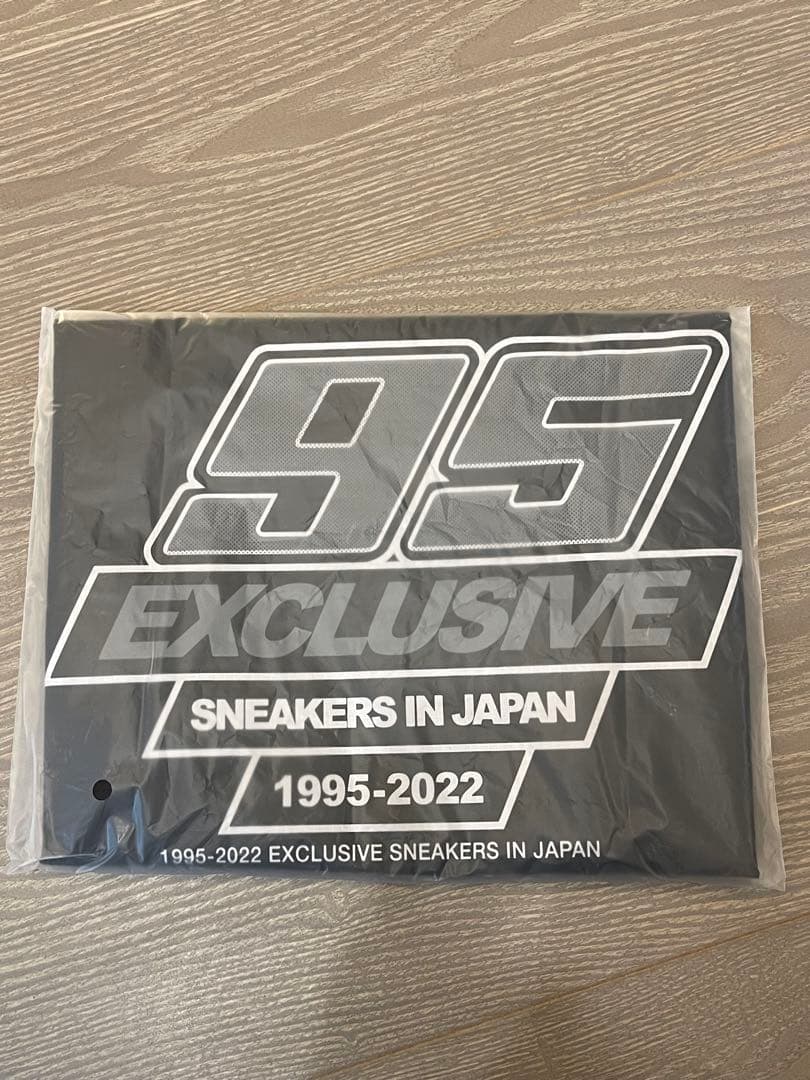 95
EXCLUSIVE
SNEAKERS IN JAPAN
1995-2022
1995-2022 EXCLUSIVE SNEAKERS IN JAPAN